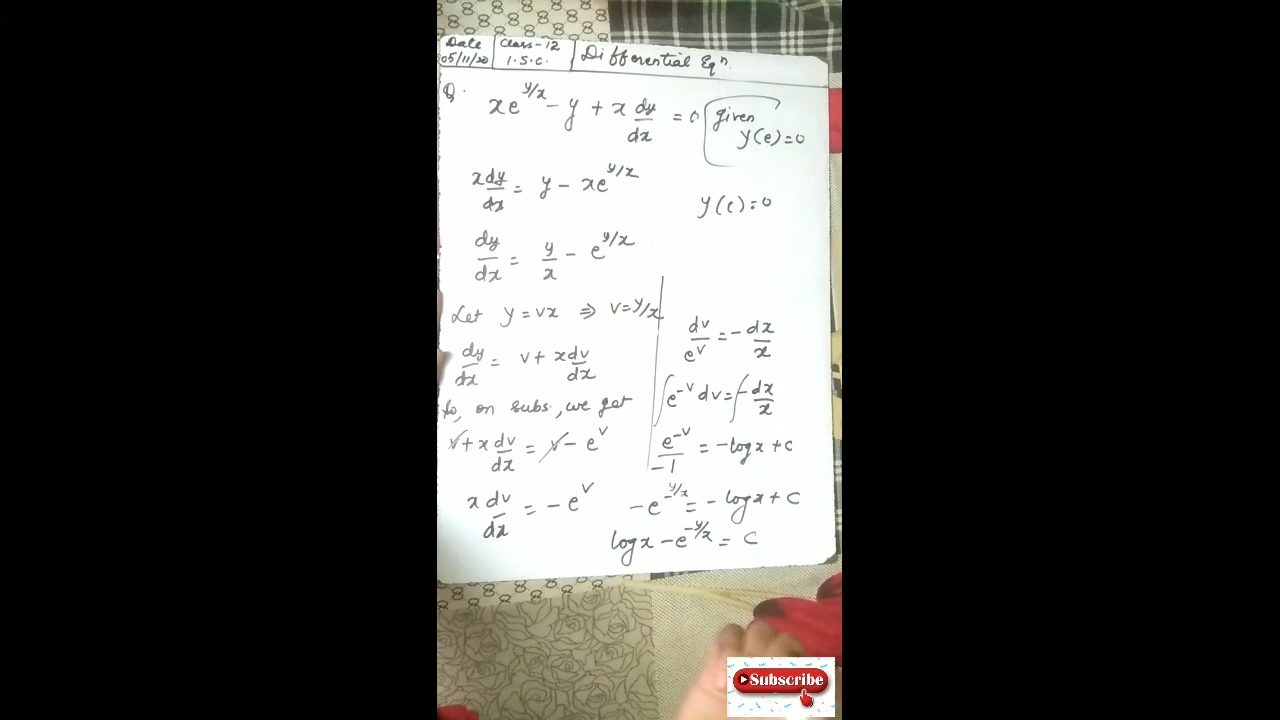 Date 05/11/20
Class-12 I.S.C.
Differential Eqⁿ.
Q. xe^{y/x} - y + x dy/dx = 0 given y(e)=0
x dy/dx = y - xe^{y/x}
y(e)=0
dy/dx = y/x - e^{y/x}
Let y = vx ⇒ v = y/x
dy/dx = v + x dv/dx
So, on subs., we get
v + x dv/dx = v - e^v
x dv/dx = - e^v
dv/e^v = - dx/x
∫e^{-v} dv = ∫- dx/x
e^{-v}/-1 = - log x + c
- e^{-y/x} = - log x + c
log x - e^{-y/x} = c
Subscribe